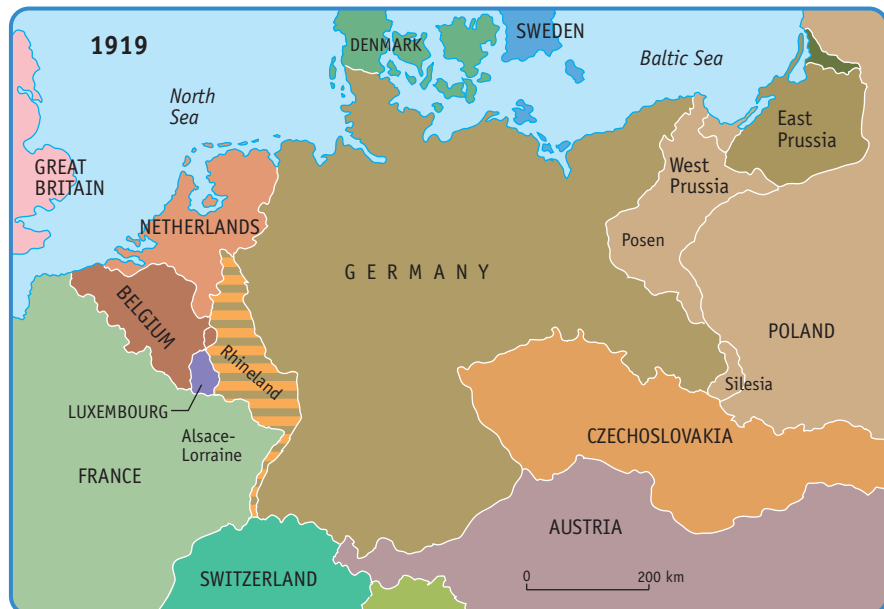 1919
DENMARK
SWEDEN
Baltic Sea
North
Sea
East
Prussia
GREAT
BRITAIN
West
Prussia
NETHERLANDS
Posen
GERMANY
BELGIUM
POLAND
Rhineland
Silesia
LUXEMBOURG
Alsace-
Lorraine
CZECHOSLOVAKIA
FRANCE
AUSTRIA
SWITZERLAND
0 200 km